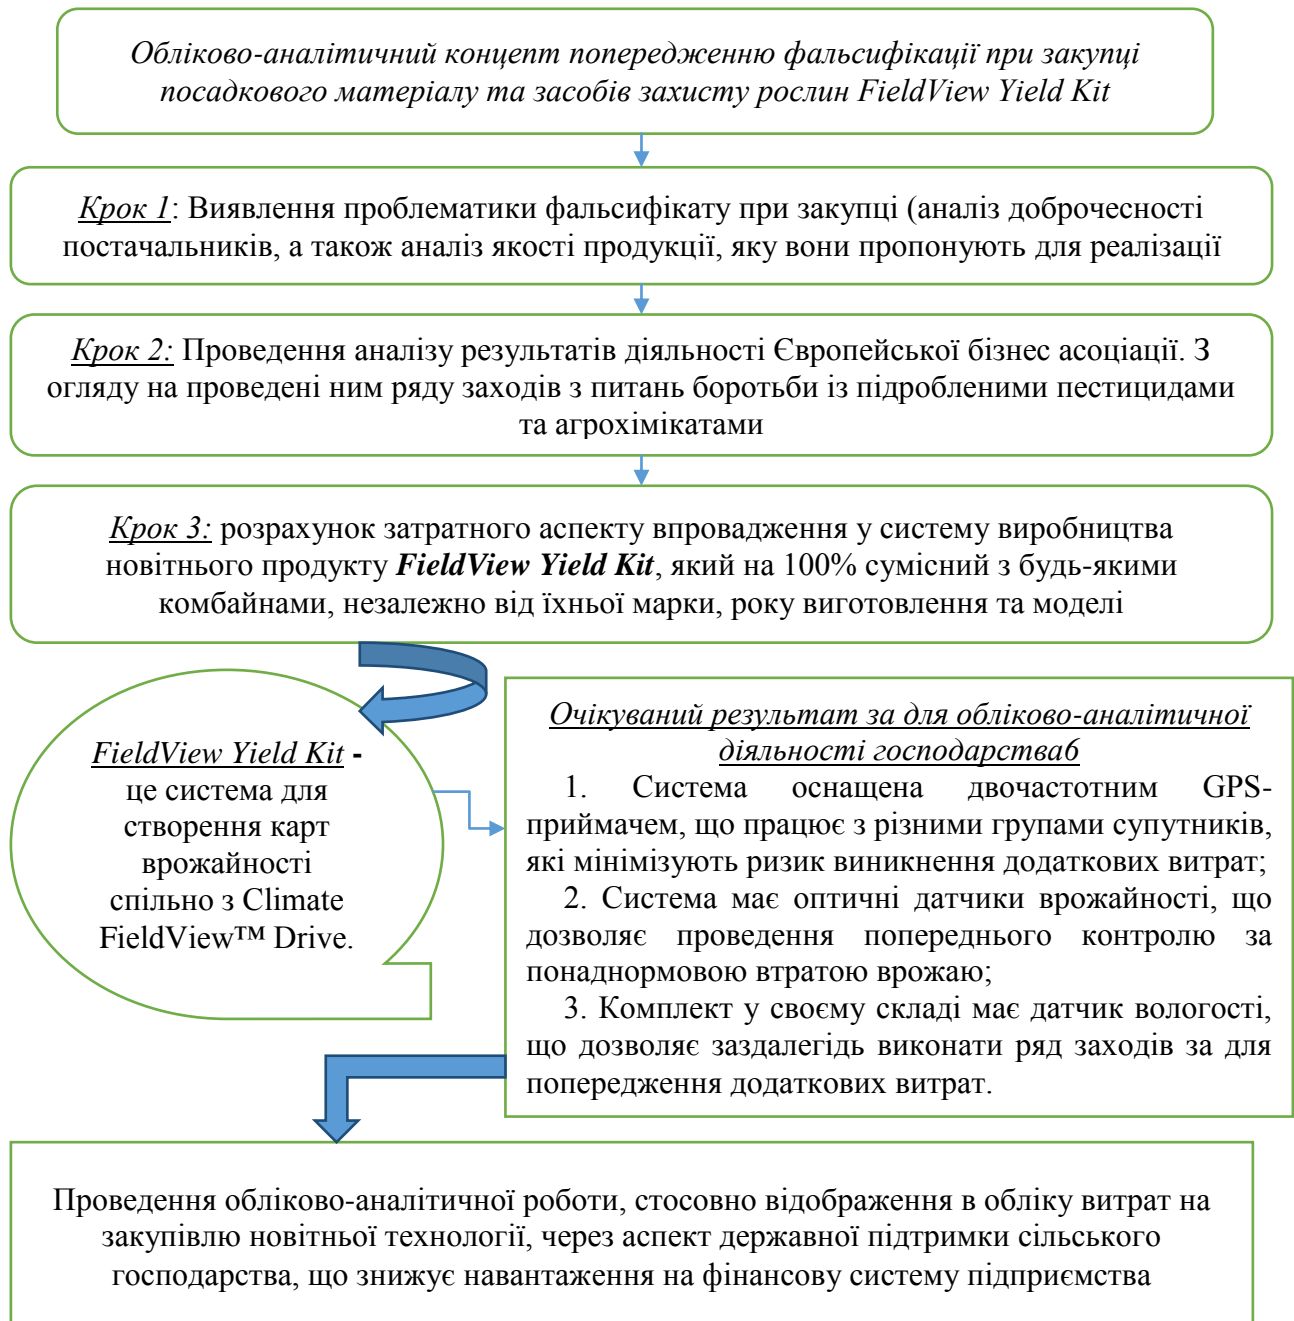 Обліково-аналітичний концепт попередженню фальсифікації при закупці
посадкового матеріалу та засобів захисту рослин FieldView Yield Kit
Крок 1: Виявлення проблематики фальсифікату при закупці (аналіз доброчесності
постачальників, а також аналіз якості продукції, яку вони пропонують для реалізації
Крок 2: Проведення аналізу результатів діяльності Європейської бізнес асоціації. З
огляду на проведені ним ряду заходів з питань боротьби із підробленими пестицидами
та агрохімікатами
Крок 3: розрахунок затратного аспекту впровадження у систему виробництва
новітнього продукту FieldView Yield Kit, який на 100% сумісний з будь-якими
комбайнами, незалежно від їхньої марки, року виготовлення та моделі
FieldView Yield Kit -
це система для
створення карт
врожайності
спільно з Climate
FieldView™ Drive.
Очікуваний результат за для обліково-аналітичної
діяльності господарстваб
1. Система оснащена двочастотним GPS-
приймачем, що працює з різними групами супутників,
які мінімізують ризик виникнення додаткових витрат;
2. Система має оптичні датчики врожайності, що
дозволяє проведення попереднього контролю за
понаднормовою втратою врожаю;
3. Комплект у своєму складі має датчик вологості,
що дозволяє заздалегідь виконати ряд заходів за для
попередження додаткових витрат.
Проведення обліково-аналітичної роботи, стосовно відображення в обліку витрат на
закупівлю новітньої технології, через аспект державної підтримки сільського
господарства, що знижує навантаження на фінансову систему підприємства